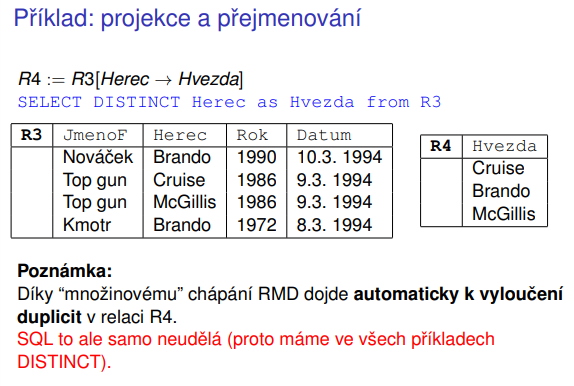 Příklad: projekce a přejmenování
R4 := R3[Herec → Hvezda]
SELECT DISTINCT Herec as Hvezda from R3
R3 JmenoF Herec Rok Datum
Nováček Brando 1990 10.3. 1994
Top gun Cruise 1986 9.3. 1994
Top gun McGillis 1986 9.3. 1994
Kmotr Brando 1972 8.3. 1994
R4 Hvezda
Cruise
Brando
McGillis
Poznámka:
Díky “množinovému” chápání RMD dojde automaticky k vyloučení
duplicit v relaci R4.
SQL to ale samo neudělá (proto máme ve všech příkladech
DISTINCT).